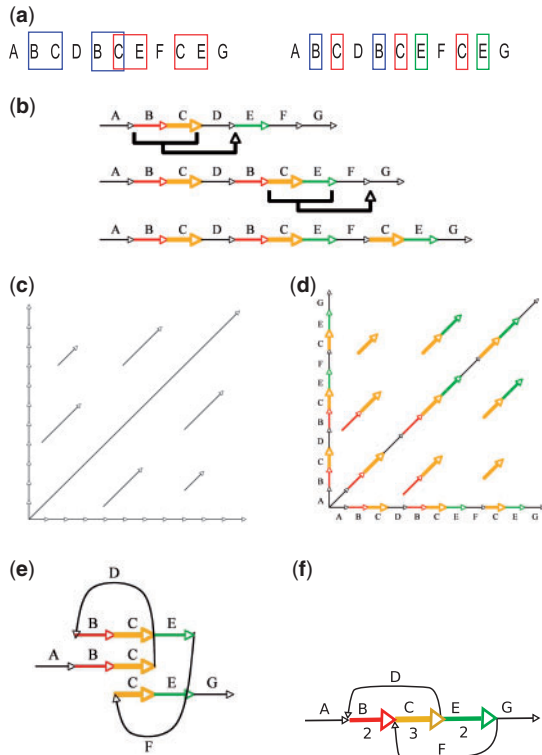 (a)
A B C D B C E F C E G
A B C D B C E F C E G
(b)
A B C D E F G
A B C D B C E F G
A B C D B C E F C E G
(c)
(d)
G
E
C
F
E
C
B
D
C
B
A
A B C D B C E F C E G
(e)
D
B C E
A B C
C E G
F
(f)
D
A B C E G
2 3 2
F